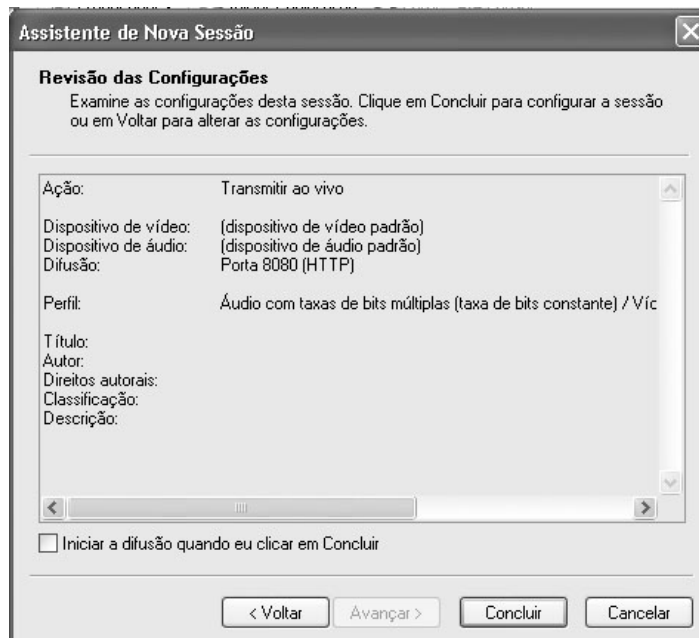 Assistente de Nova Sessão
Revisão das Configurações
Examine as configurações desta sessão. Clique em Concluir para configurar a sessão
ou em Voltar para alterar as configurações.
Ação: Transmitir ao vivo
Dispositivo de vídeo: (dispositivo de vídeo padrão)
Dispositivo de áudio: (dispositivo de áudio padrão)
Difusão: Porta 8080 (HTTP)
Perfil: Áudio com taxas de bits múltiplas (taxa de bits constante) / Víc
Título:
Autor:
Direitos autorais:
Classificação:
Descrição:
Iniciar a difusão quando eu clicar em Concluir
< Voltar Avançar > Concluir Cancelar